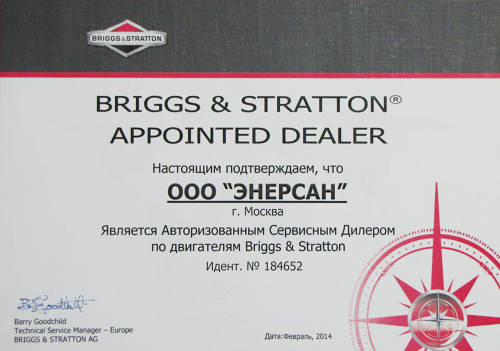 BRIGGS & STRATTON
BRIGGS & STRATTON®
APPOINTED DEALER
Настоящим подтверждаем, что
ООО "ЭНЕРСАН"
г. Москва
Является Авторизованным Сервисным Дилером
по двигателям Briggs & Stratton
Идент. № 184652
Barry Goodchild
Technical Service Manager – Europe
BRIGGS & STRATTON AG
Дата:Февраль, 2014